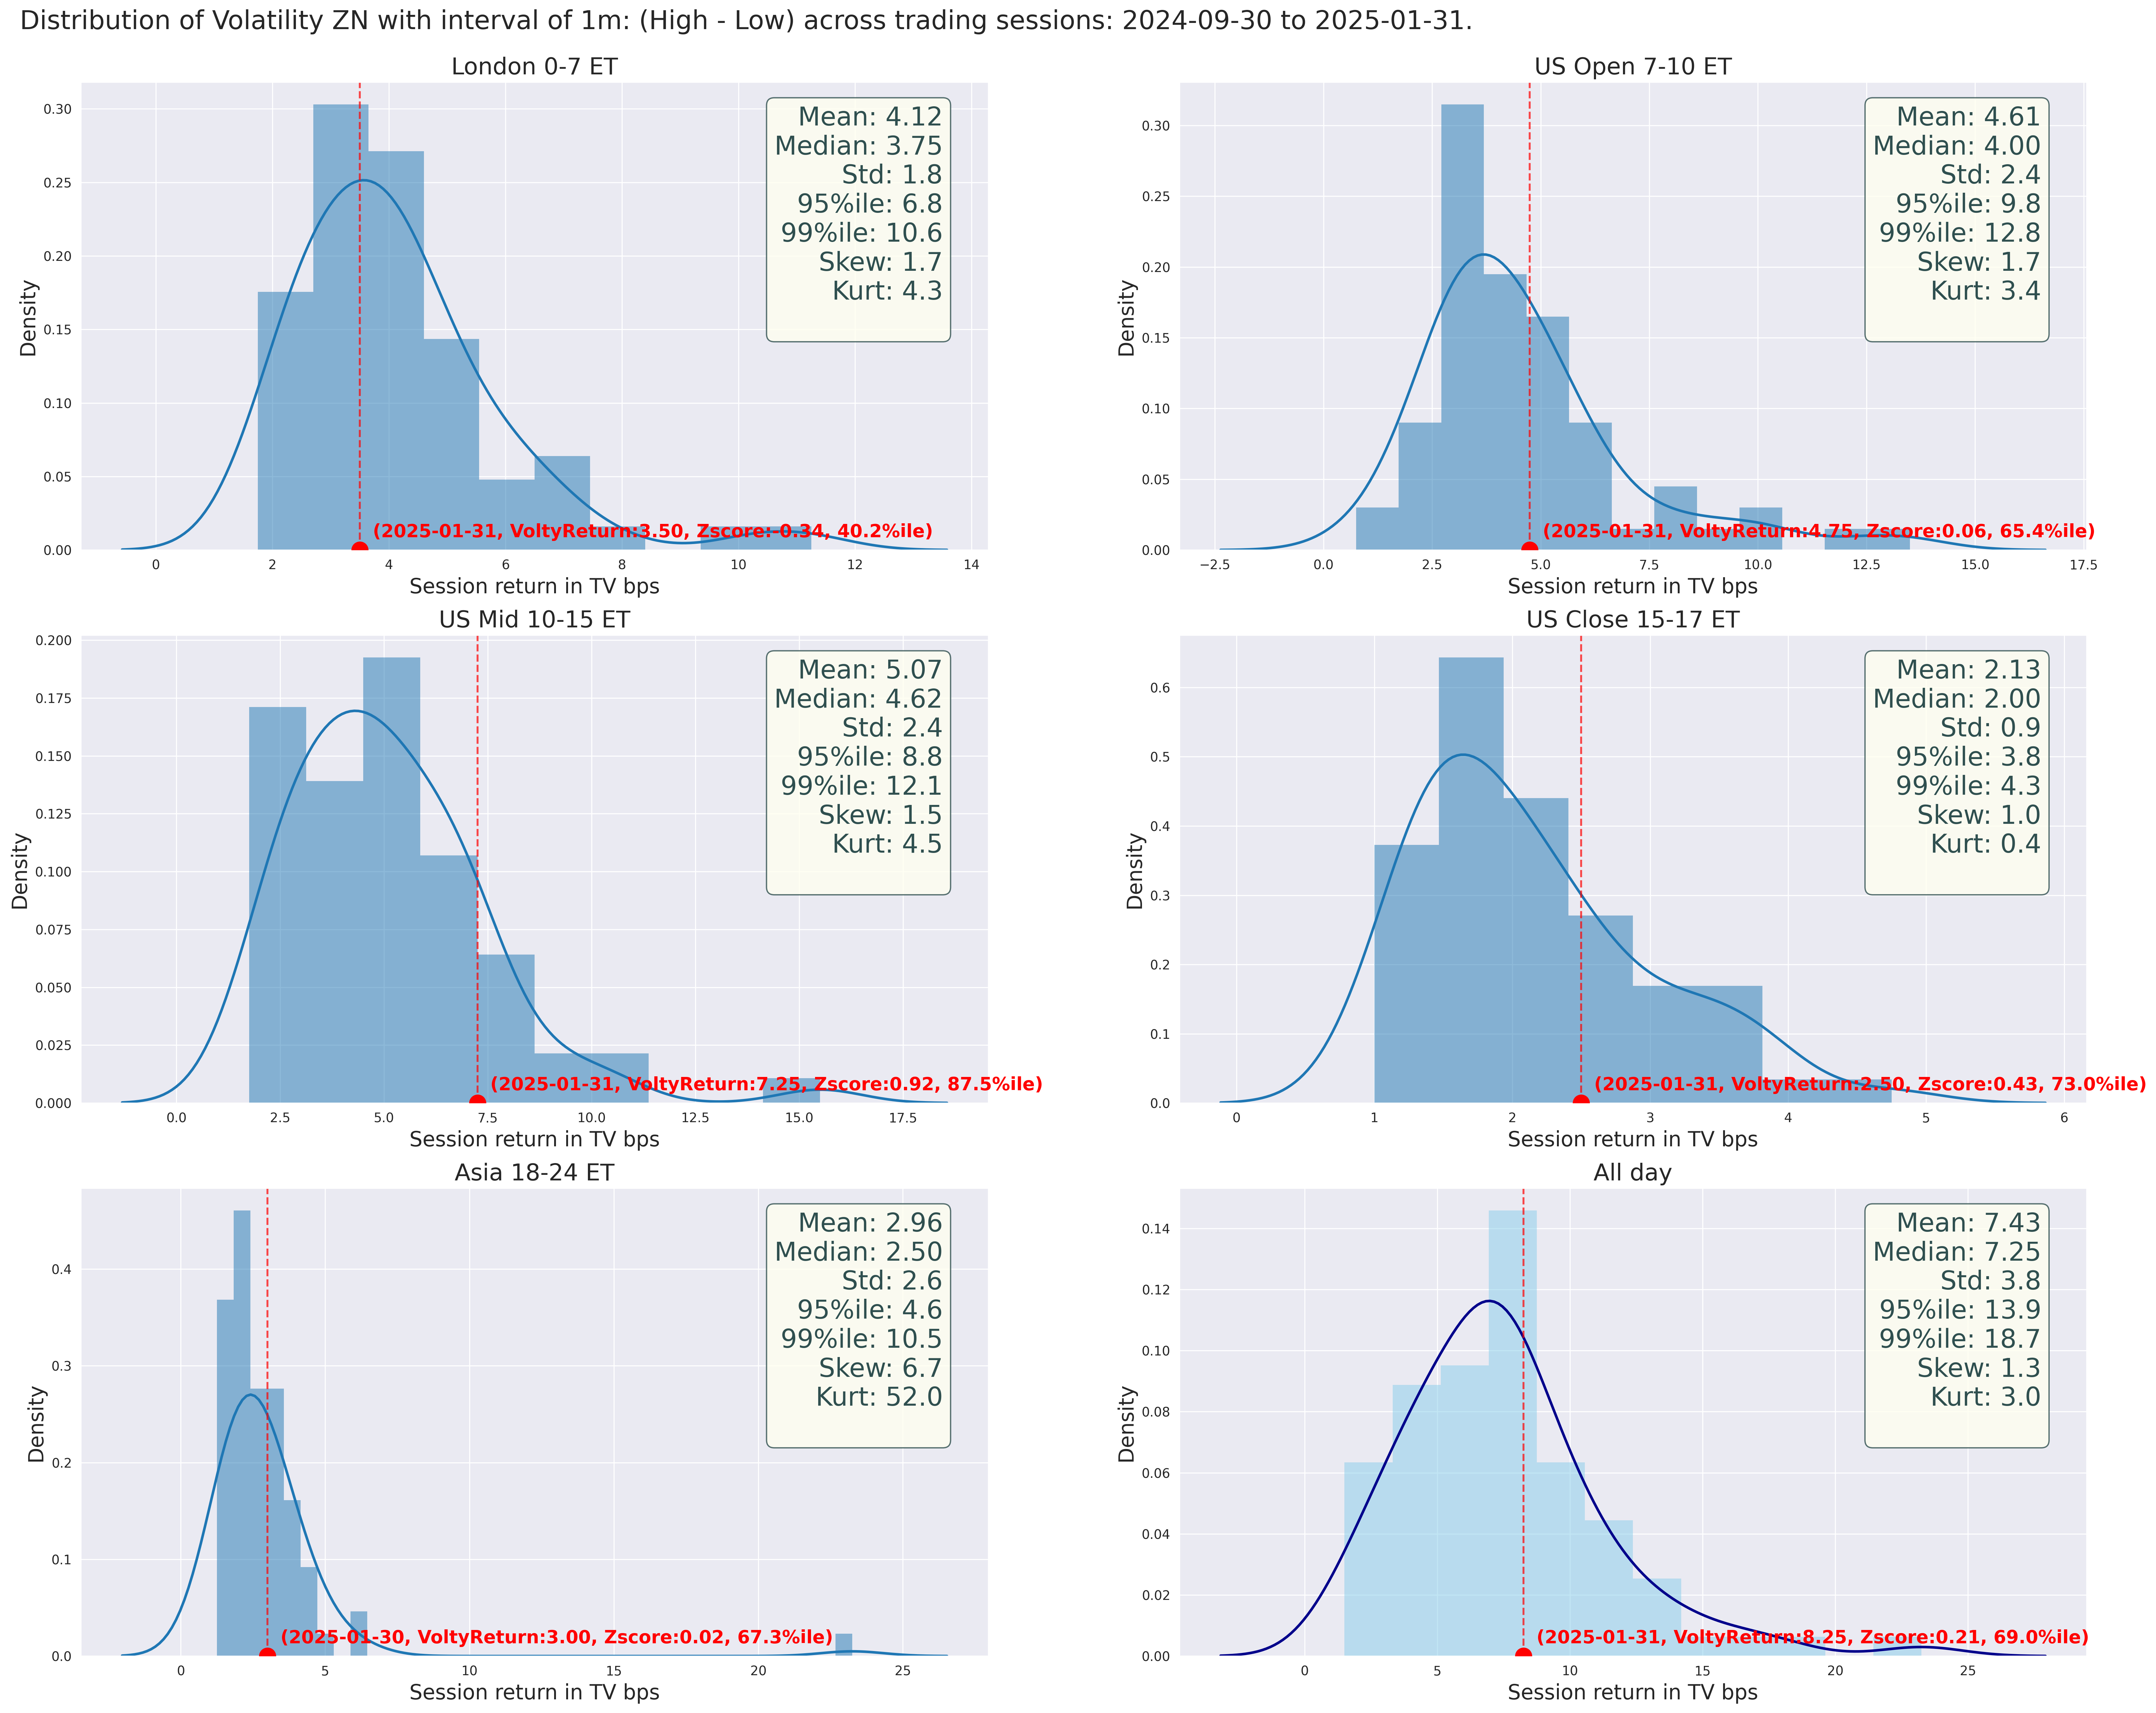 Distribution of Volatility ZN with interval of 1m: (High - Low) across trading sessions: 2024-09-30 to 2025-01-31.
London 0-7 ET
Density
0.30
0.25
0.20
0.15
0.10
0.05
0.00
Mean: 4.12
Median: 3.75
Std: 1.8
95%ile: 6.8
99%ile: 10.6
Skew: 1.7
Kurt: 4.3
(2025-01-31, VoltyReturn:3.50, Zscore:-0.34, 40.2%ile)
0 2 4 6 8 10 12 14
Session return in TV bps
US Open 7-10 ET
Density
0.30
0.25
0.20
0.15
0.10
0.05
0.00
Mean: 4.61
Median: 4.00
Std: 2.4
95%ile: 9.8
99%ile: 12.8
Skew: 1.7
Kurt: 3.4
(2025-01-31, VoltyReturn:4.75, Zscore:0.06, 65.4%ile)
−2.5 0.0 2.5 5.0 7.5 10.0 12.5 15.0 17.5
Session return in TV bps
US Mid 10-15 ET
Density
0.200
0.175
0.150
0.125
0.100
0.075
0.050
0.025
0.000
Mean: 5.07
Median: 4.62
Std: 2.4
95%ile: 8.8
99%ile: 12.1
Skew: 1.5
Kurt: 4.5
(2025-01-31, VoltyReturn:7.25, Zscore:0.92, 87.5%ile)
0.0 2.5 5.0 7.5 10.0 12.5 15.0 17.5
Session return in TV bps
US Close 15-17 ET
Density
0.6
0.5
0.4
0.3
0.2
0.1
0.0
Mean: 2.13
Median: 2.00
Std: 0.9
95%ile: 3.8
99%ile: 4.3
Skew: 1.0
Kurt: 0.4
(2025-01-31, VoltyReturn:2.50, Zscore:0.43, 73.0%ile)
0 1 2 3 4 5 6
Session return in TV bps
Asia 18-24 ET
Density
0.4
0.3
0.2
0.1
0.0
Mean: 2.96
Median: 2.50
Std: 2.6
95%ile: 4.6
99%ile: 10.5
Skew: 6.7
Kurt: 52.0
(2025-01-30, VoltyReturn:3.00, Zscore:0.02, 67.3%ile)
0 5 10 15 20 25
Session return in TV bps
All day
Density
0.14
0.12
0.10
0.08
0.06
0.04
0.02
0.00
Mean: 7.43
Median: 7.25
Std: 3.8
95%ile: 13.9
99%ile: 18.7
Skew: 1.3
Kurt: 3.0
(2025-01-31, VoltyReturn:8.25, Zscore:0.21, 69.0%ile)
0 5 10 15 20 25
Session return in TV bps